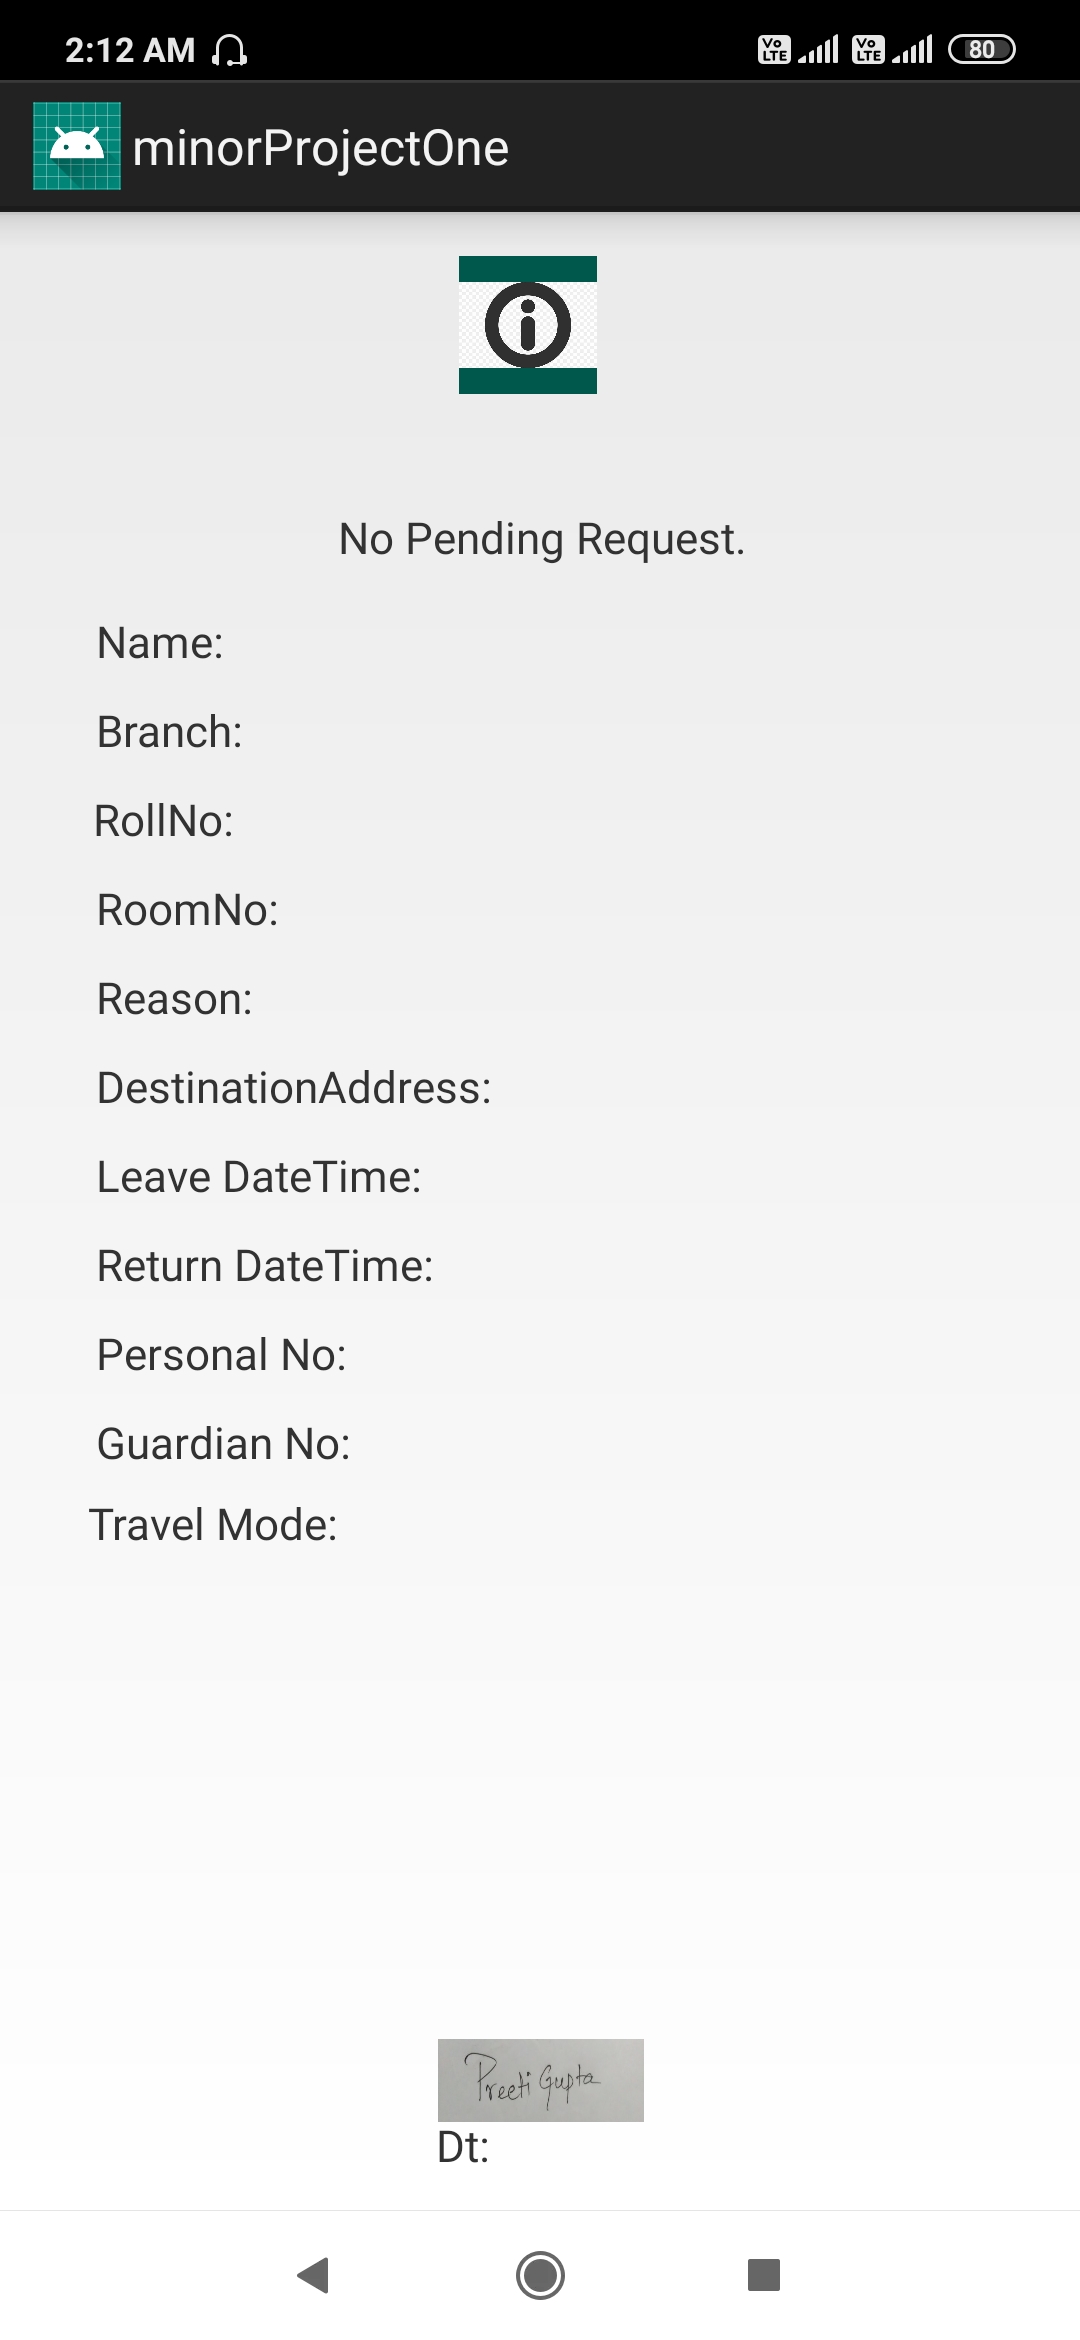 2:12 AM Vo LTE Vo LTE 80
minorProjectOne
i
No Pending Request.
Name:
Branch:
RollNo:
RoomNo:
Reason:
DestinationAddress:
Leave DateTime:
Return DateTime:
Personal No:
Guardian No:
Travel Mode:
Preeti Gupta
Dt: